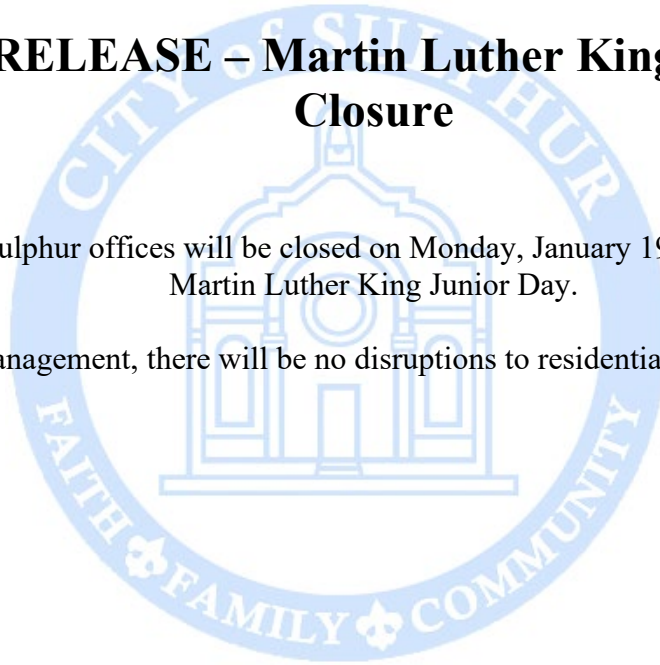 RELEASE – Martin Luther King
Closure
ulphur offices will be closed on Monday, January 19
Martin Luther King Junior Day.
anagement, there will be no disruptions to residentia
CITY of SULPHUR
FAITH FAMILY COMMUNITY